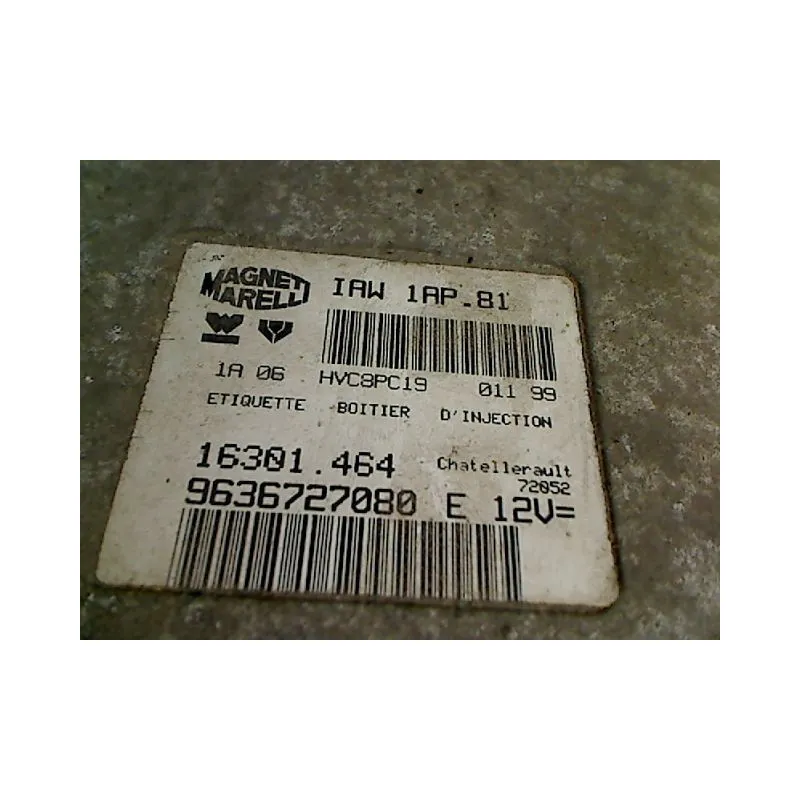 MAGNETI MARELLI
IAW 1AP.81
1A 06 HVC8PC19 011 99
ETIQUETTE BOITIER D'INJECTION
16301.464 Chatellerault
72052
9636727080 E 12V=